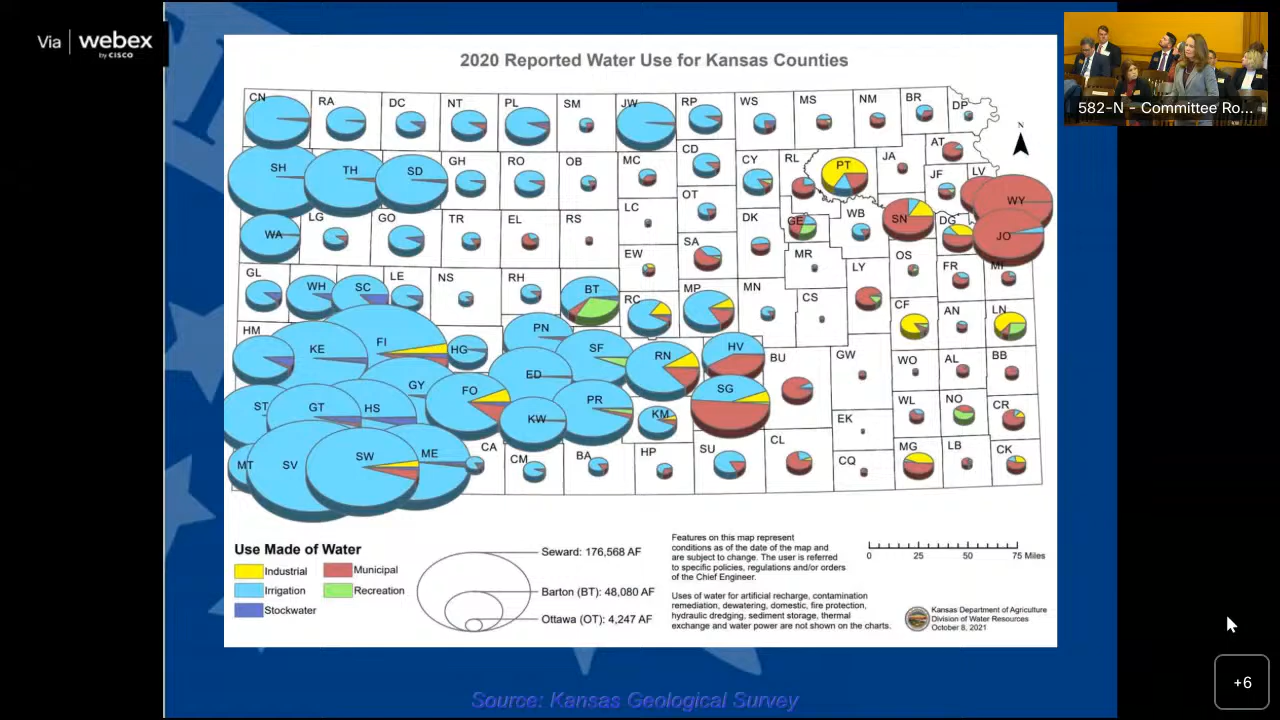 Via webex
by CISCO
582-N - Committee Ro...
2020 Reported Water Use for Kansas Counties
CN RA DC NT PL SM JW RP WS MS NM BR DP
SH TH SD GH RO OB MC CD CY RL PT JA AT
OT JF LV WY
WA LG GO TR EL RS LC DK GE WB SN DG JO
EW SA MR OS FR MI
GL WH SC LE NS RH BT RC MP MN LY
CS CF AN LN
HM KE FI HG PN SF RN HV BU GW WO AL BB
GY ED
ST GT HS FO KW PR KM SG EK WL NO CR
MT SV SW ME CA CM BA HP SU CL CQ MG LB CK
N
Use Made of Water
Industrial Municipal
Irrigation Recreation
Stockwater
Seward: 176,568 AF
Barton (BT): 48,080 AF
Ottawa (OT): 4,247 AF
Features on this map represent
conditions as of the date of the map and
are subject to change. The user is referred
to specific policies, regulations and/or orders
of the Chief Engineer.
Uses of water for artificial recharge, contamination
remediation, dewatering, domestic, fire protection,
hydraulic dredging, sediment storage, thermal
exchange and water power are not shown on the charts.
0 25 50 75 Miles
Kansas Department of Agriculture
Division of Water Resources
October 8, 2021
Source: Kansas Geological Survey
+6